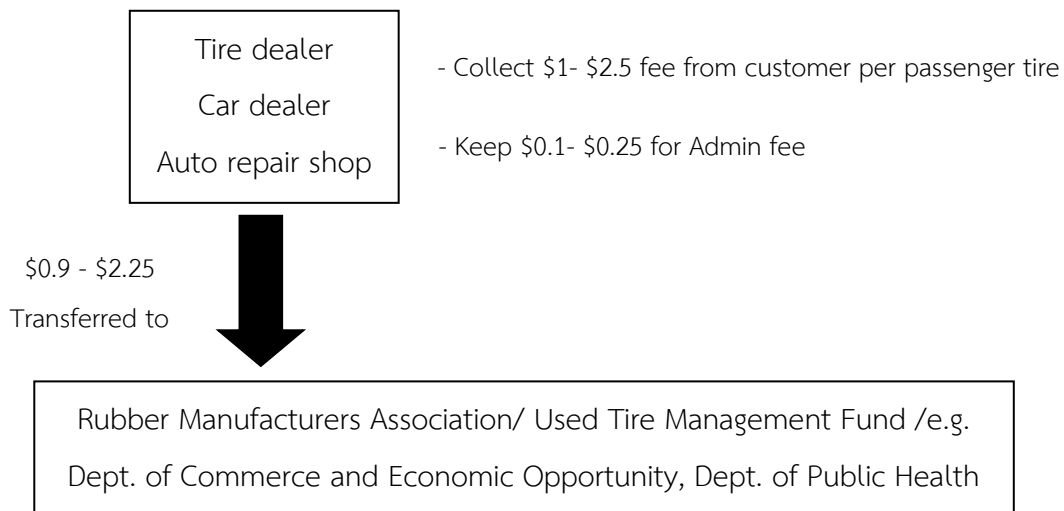 Tire dealer
Car dealer
Auto repair shop
- Collect $1- $2.5 fee from customer per passenger tire
- Keep $0.1- $0.25 for Admin fee
$0.9 - $2.25
Transferred to
Rubber Manufacturers Association/ Used Tire Management Fund /e.g.
Dept. of Commerce and Economic Opportunity, Dept. of Public Health